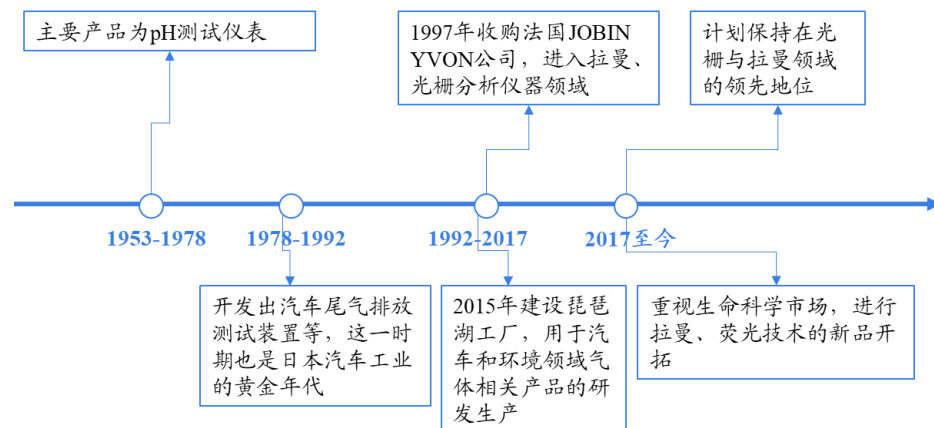 主要产品为pH测试仪表
1997年收购法国JOBIN
YVON公司，进入拉曼、
光栅分析仪器领域
计划保持在光
栅与拉曼领域
的领先地位
1953-1978
1978-1992
1992-2017
2017至今
开发出汽车尾气排放
测试装置等，这一时
期也是日本汽车工业
的黄金年代
2015年建设琵琶
湖工厂，用于汽
车和环境领域气
体相关产品的研
发生产
重视生命科学市场，进行
拉曼、荧光技术的新品开
拓